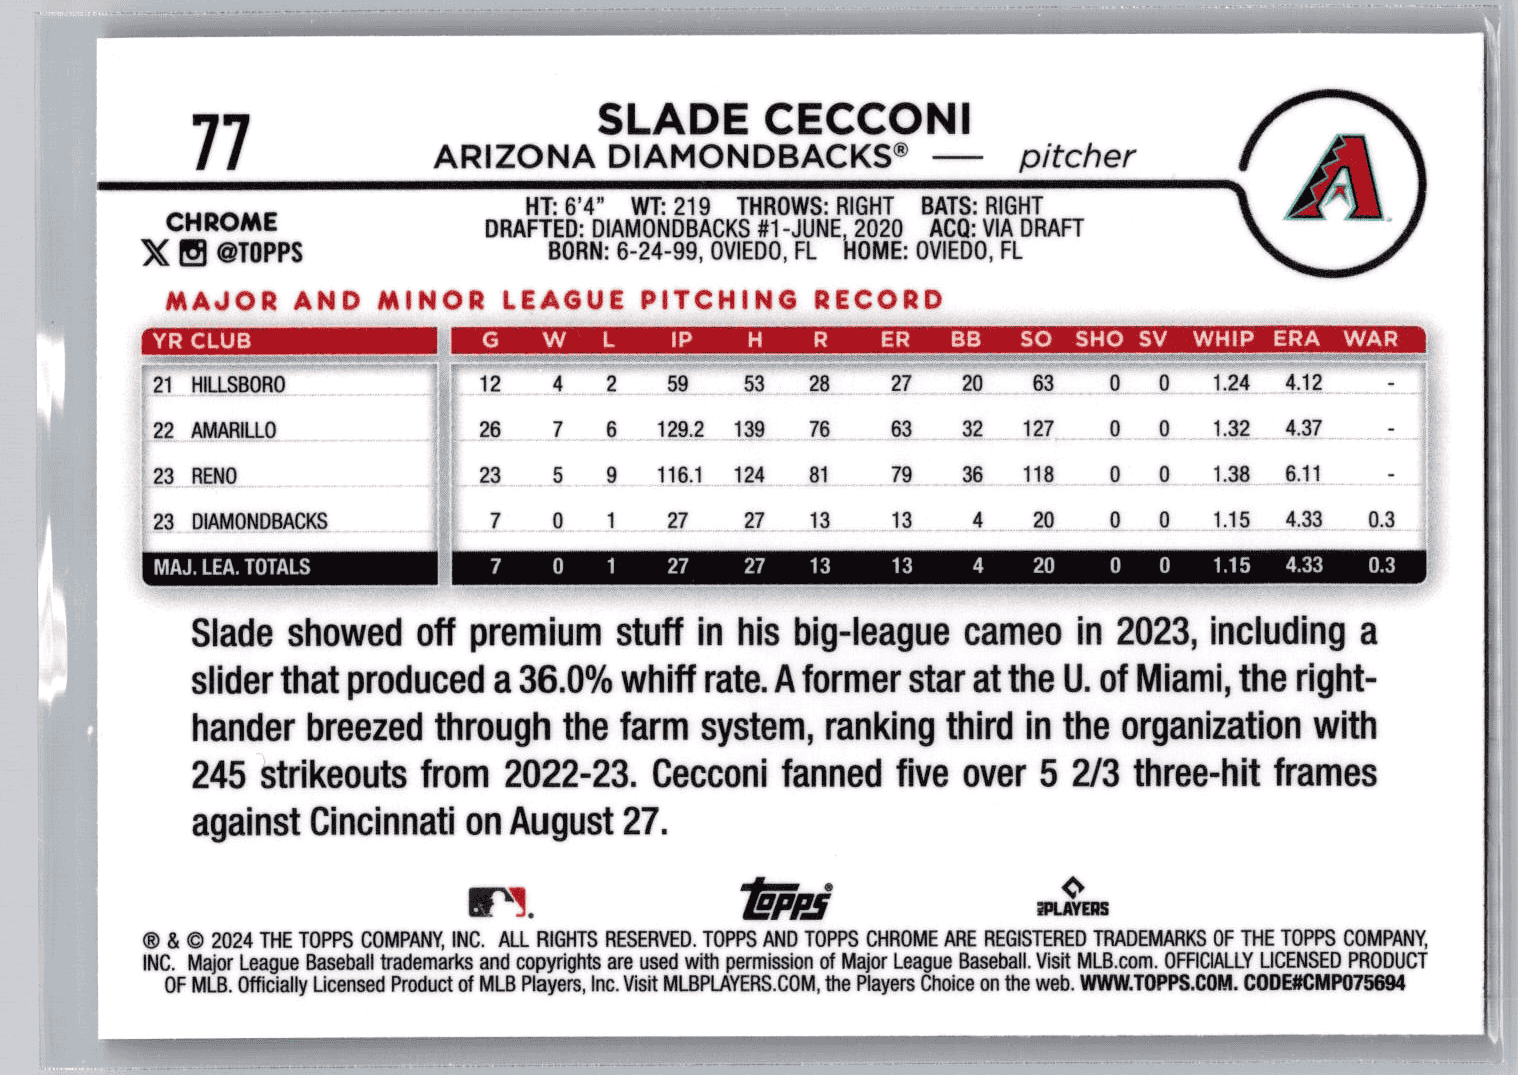 77
SLADE CECCONI
ARIZONA DIAMONDBACKS® — pitcher
CHROME
@TOPPS
HT: 6'4" WT: 219 THROWS: RIGHT BATS: RIGHT
DRAFTED: DIAMONDBACKS #1-JUNE, 2020 ACQ: VIA DRAFT
BORN: 6-24-99, OVIEDO, FL HOME: OVIEDO, FL
MAJOR AND MINOR LEAGUE PITCHING RECORD
YR CLUB G W L IP H R ER BB SO SHO SV WHIP ERA WAR
21 HILLSBORO 12 4 2 59 53 28 27 20 63 0 0 1.24 4.12 -
22 AMARILLO 26 7 6 129.2 139 76 63 32 127 0 0 1.32 4.37 -
23 RENO 23 5 9 116.1 124 81 79 36 118 0 0 1.38 6.11 -
23 DIAMONDBACKS 7 0 1 27 27 13 13 4 20 0 0 1.15 4.33 0.3
MAJ. LEA. TOTALS 7 0 1 27 27 13 13 4 20 0 0 1.15 4.33 0.3
Slade showed off premium stuff in his big-league cameo in 2023, including a
slider that produced a 36.0% whiff rate. A former star at the U. of Miami, the right-
hander breezed through the farm system, ranking third in the organization with
245 strikeouts from 2022-23. Cecconi fanned five over 5 2/3 three-hit frames
against Cincinnati on August 27.
TOPPS®
MLB PLAYERS
® & © 2024 THE TOPPS COMPANY, INC. ALL RIGHTS RESERVED. TOPPS AND TOPPS CHROME ARE REGISTERED TRADEMARKS OF THE TOPPS COMPANY,
INC. Major League Baseball trademarks and copyrights are used with permission of Major League Baseball. Visit MLB.com. OFFICIALLY LICENSED PRODUCT
OF MLB. Officially Licensed Product of MLB Players, Inc. Visit MLBPLAYERS.COM, the Players Choice on the web. WWW.TOPPS.COM. CODE#CMP075694